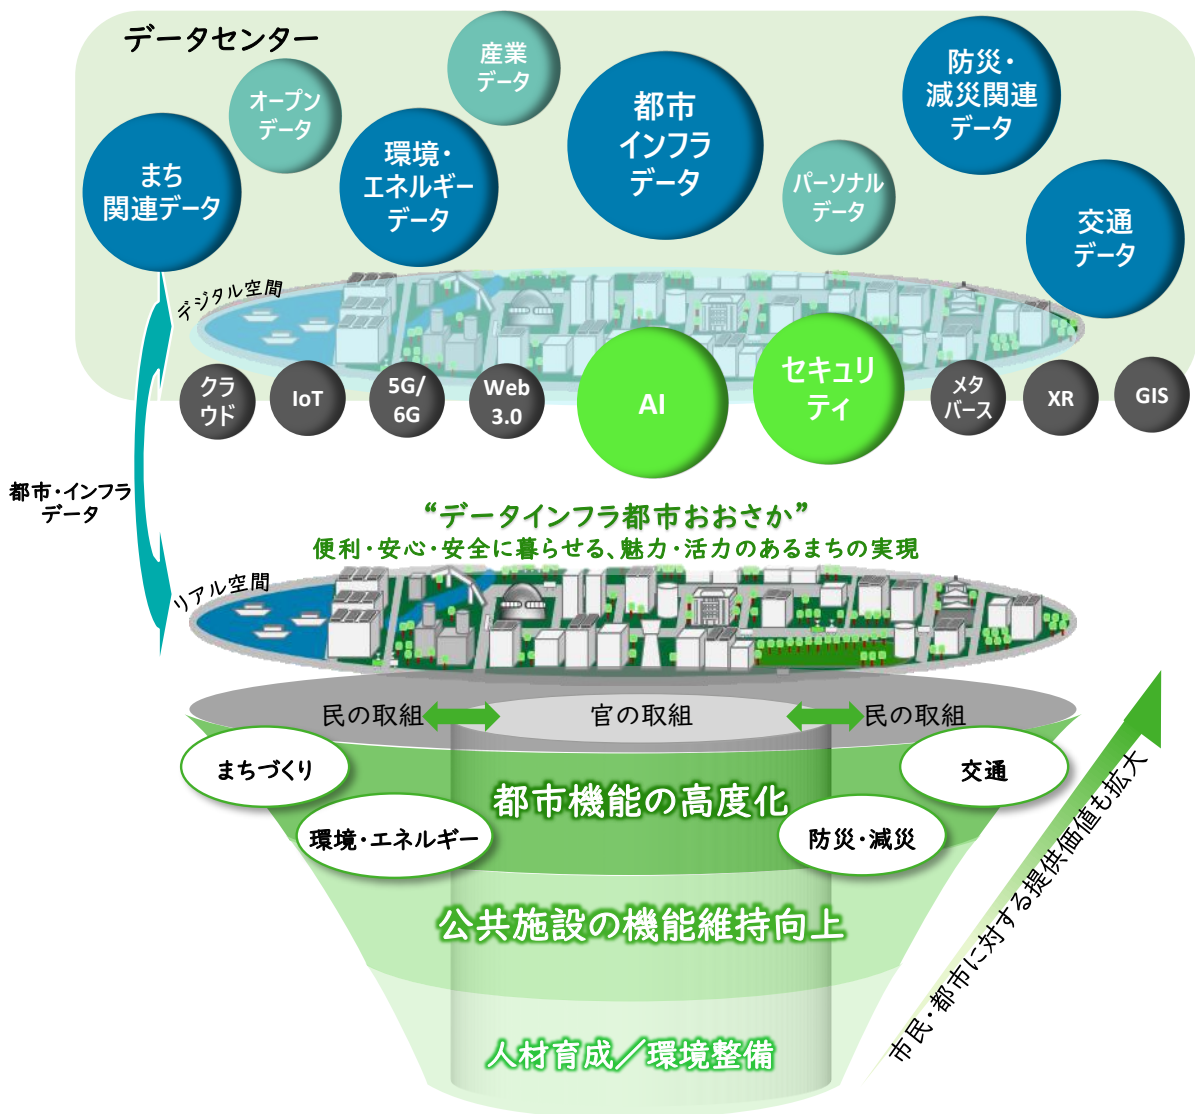 データセンター
産業
データ
オープン
データ
都市
インフラ
データ
防災・
減災関連
データ
まち
関連データ
環境・
エネルギー
データ
パーソナル
データ
交通
データ
デジタル空間
クラ
ウド
IoT
5G/
6G
Web
3.0
AI
セキュリ
ティ
メタ
バース
XR
GIS
都市・インフラ
データ
“データインフラ都市おおさか”
便利・安心・安全に暮らせる、魅力・活力のあるまちの実現
リアル空間
民の取組
官の取組
民の取組
まちづくり
交通
都市機能の高度化
環境・エネルギー
防災・減災
公共施設の機能維持向上
人材育成／環境整備
市民・都市に対する提供価値も拡大